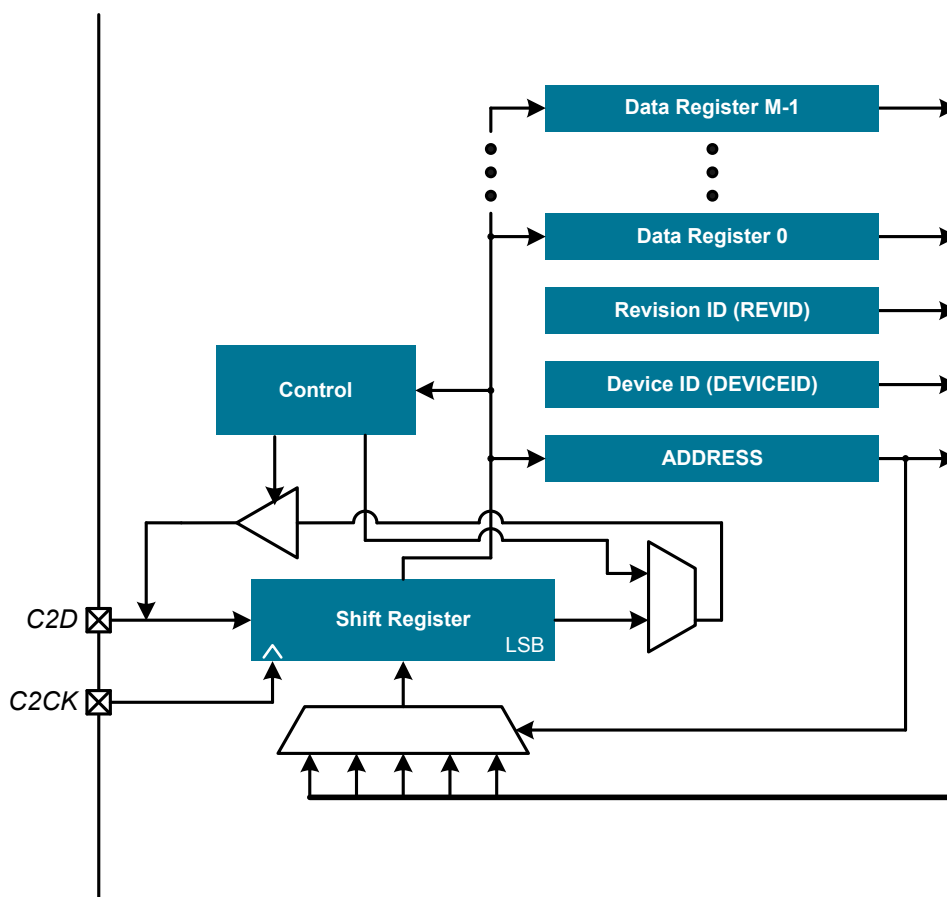 Data Register M-1
Data Register 0
Revision ID (REVID)
Device ID (DEVICEID)
Control
ADDRESS
C2D
Shift Register
LSB
C2CK